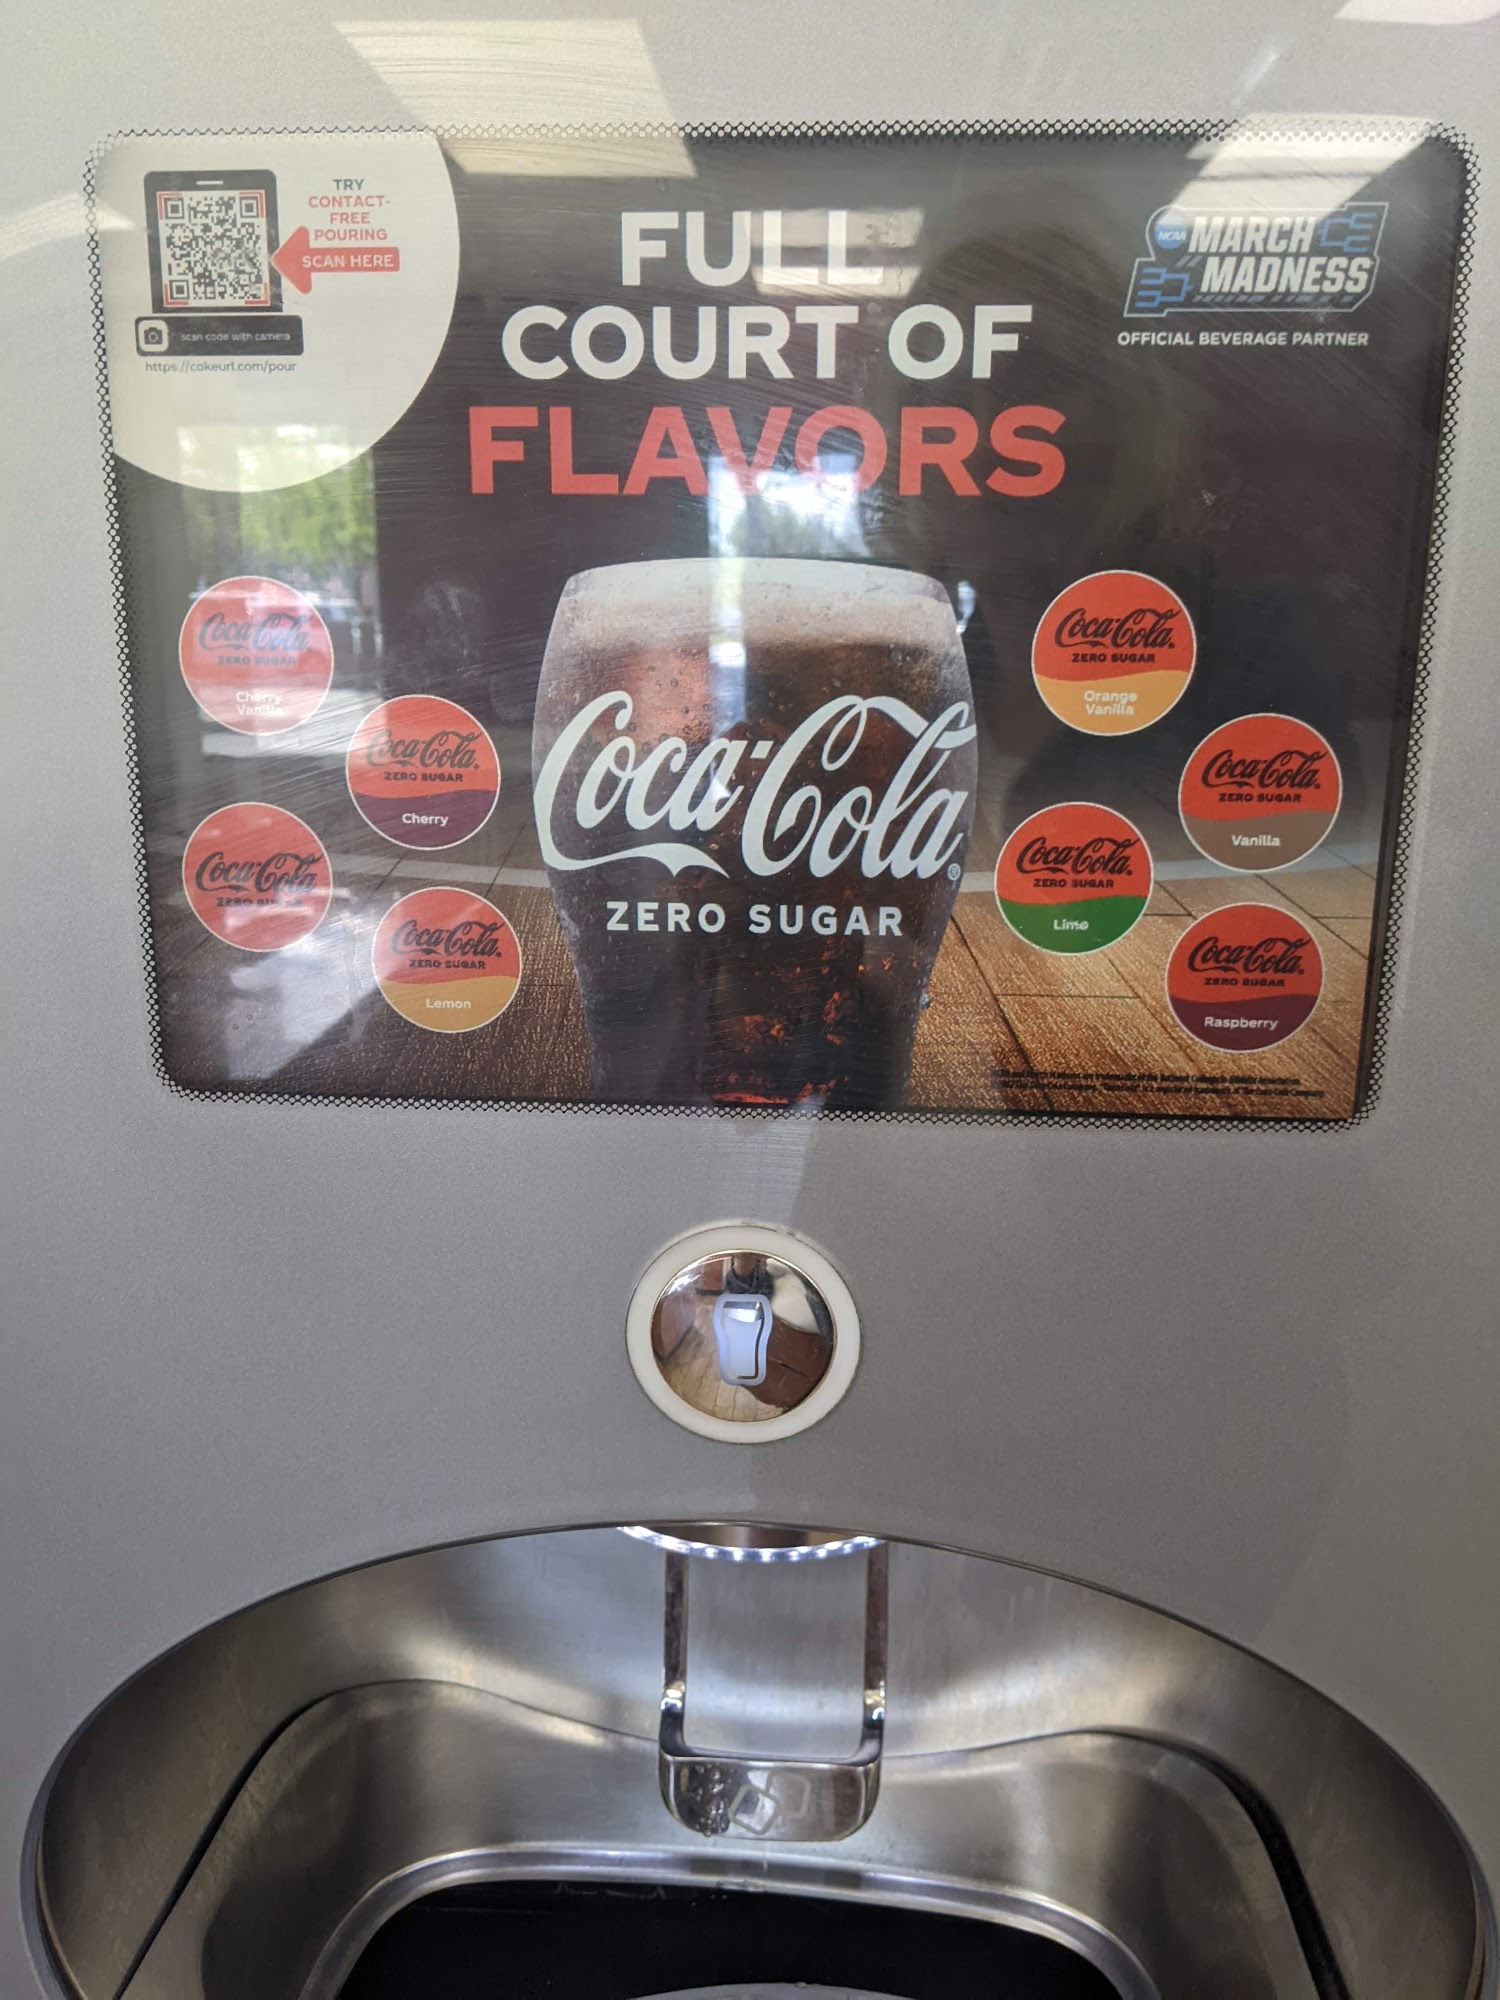 TRY
CONTACT-
FREE
POURING
SCAN HERE
scan code with camera
https://cokeurl.com/pour
FULL
COURT OF
FLAVORS
NCAA
MARCH
MADNESS
OFFICIAL BEVERAGE PARTNER
Coca-Cola
ZERO SUGAR
Cherry
Vanilla
Coca-Cola
ZERO SUGAR
Cherry
Coca-Cola
ZERO SUGAR
Coca-Cola
ZERO SUGAR
Lemon
Coca-Cola®
ZERO SUGAR
Coca-Cola
ZERO SUGAR
Orange
Vanilla
Coca-Cola
ZERO SUGAR
Vanilla
Coca-Cola
ZERO SUGAR
Lime
Coca-Cola
ZERO SUGAR
Raspberry